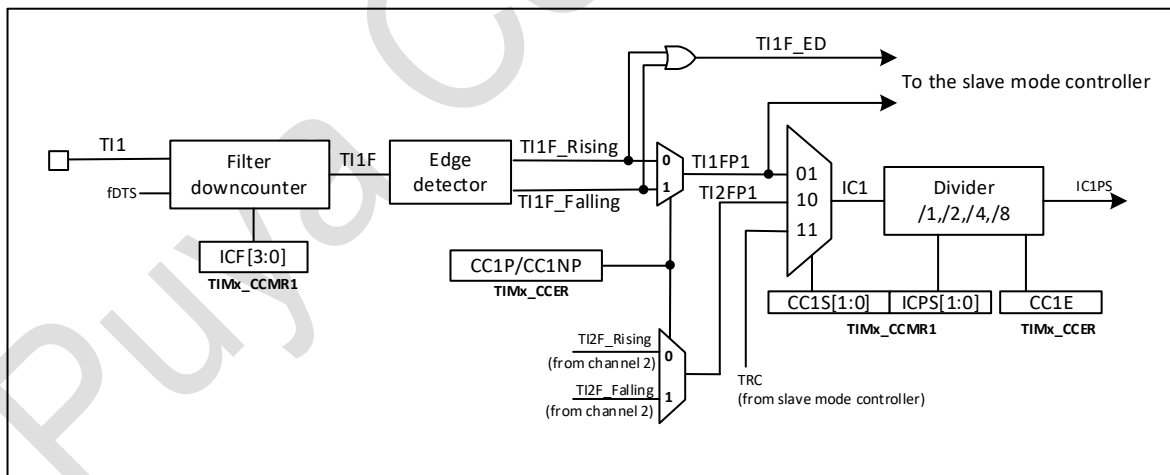 TI1F_ED
To the slave mode controller
TI1
Filter
downcounter
fDTS
TI1F
Edge
detector
TI1F_Rising
TI1F_Falling
0
1
TI1FP1
TI2FP1
01
10
11
IC1
Divider
/1,/2,/4,/8
IC1PS
ICF[3:0]
TIMx_CCMR1
CC1P/CC1NP
TIMx_CCER
CC1S[1:0]
ICPS[1:0]
TIMx_CCMR1
CC1E
TIMx_CCER
TI2F_Rising
(from channel 2)
TI2F_Falling
(from channel 2)
0
1
TRC
(from slave mode controller)
Puya C